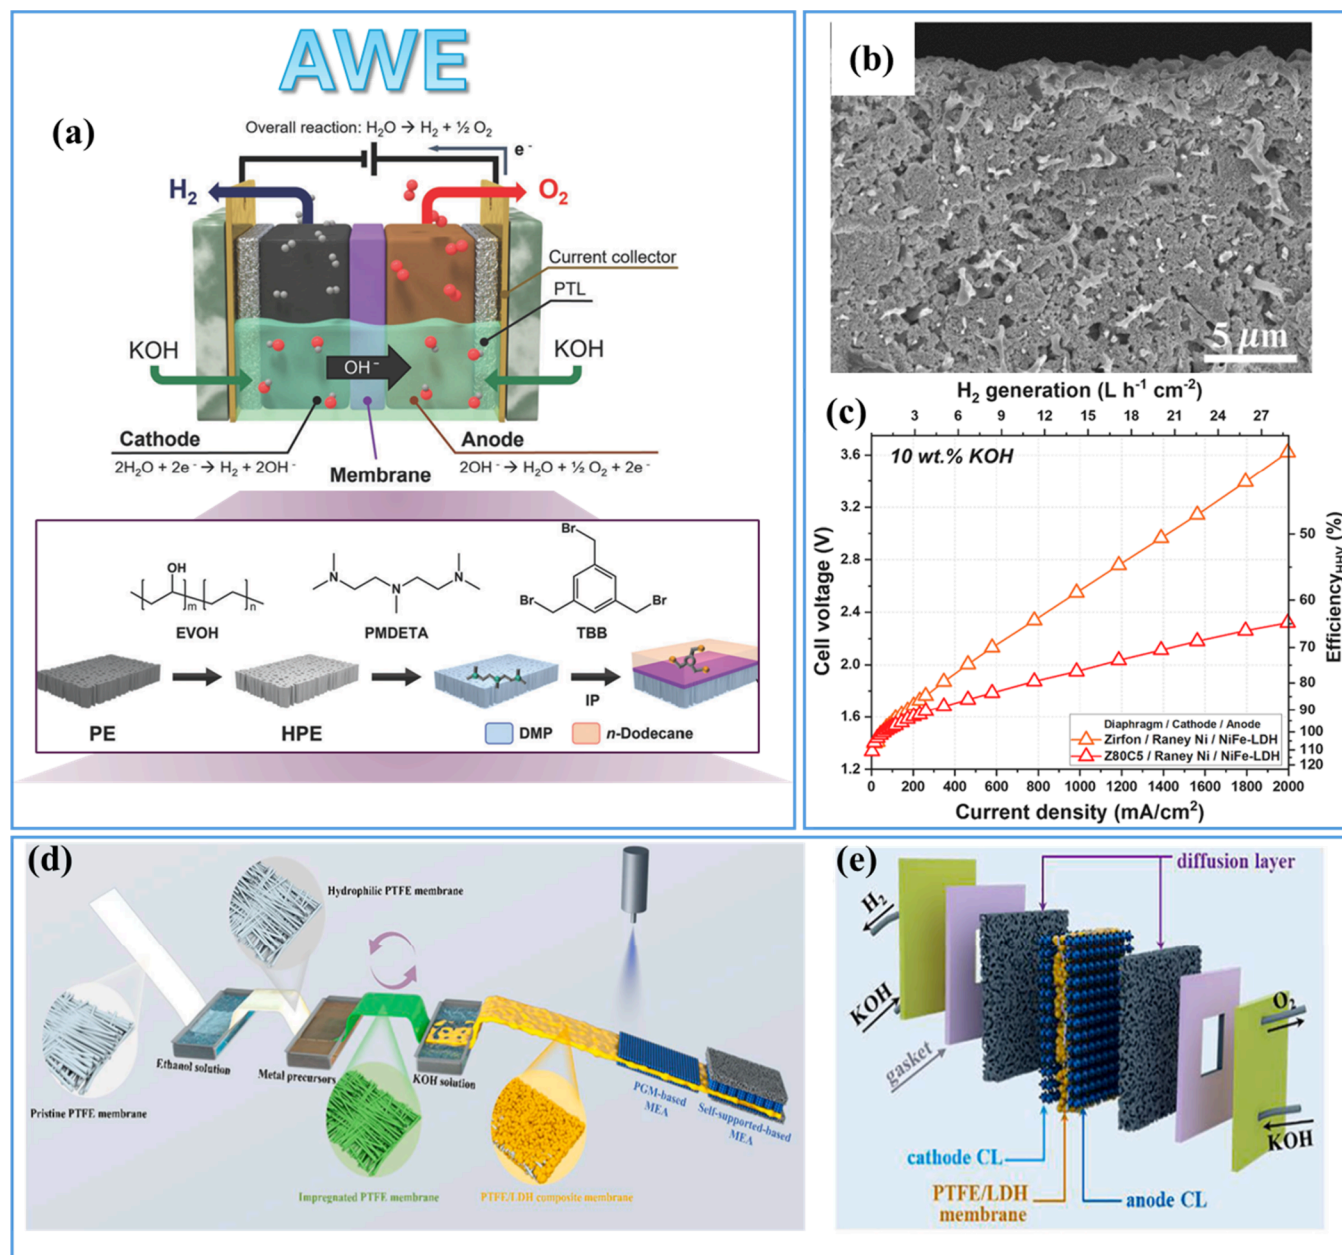 AWE
(a)
Overall reaction: H₂O → H₂ + ½ O₂
e⁻
H₂
O₂
Current collector
PTL
KOH
KOH
OH⁻
Cathode
Anode
2H₂O + 2e⁻ → H₂ + 2OH⁻
Membrane
2OH⁻ → H₂O + ½ O₂ + 2e⁻
OH
m
n
EVOH
N
N
N
PMDETA
Br
Br
Br
TBB
PE
HPE
IP
DMP
n-Dodecane
(b)
5 µm
(c)
H₂ generation (L h⁻¹ cm⁻²)
3 6 9 12 15 18 21 24 27
10 wt.% KOH
Cell voltage (V)
3.6
3.2
2.8
2.4
2.0
1.6
1.2
Efficiency_HHV (%)
50
60
70
80
90
100
110
120
Diaphragm / Cathode / Anode
Zirfon / Raney Ni / NiFe-LDH
Z80C5 / Raney Ni / NiFe-LDH
0 200 400 600 800 1000 1200 1400 1600 1800 2000
Current density (mA/cm²)
(d)
Hydrophilic PTFE membrane
Ethanol solution
Metal precursors
KOH solution
Pristine PTFE membrane
PGM-based
MEA
Self-supported-based
MEA
Impregnated PTFE membrane
PTFE/LDH composite membrane
(e)
diffusion layer
H₂
KOH
gasket
O₂
KOH
cathode CL
PTFE/LDH
membrane
anode CL